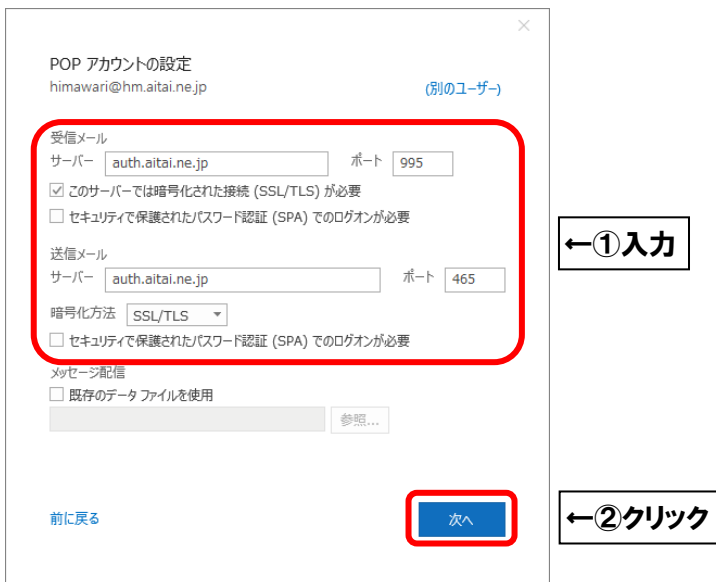 POP アカウントの設定
himawari@hm.aitai.ne.jp (別のユーザー)
受信メール
サーバー auth.aitai.ne.jp ポート 995
このサーバーでは暗号化された接続 (SSL/TLS) が必要
セキュリティで保護されたパスワード認証 (SPA) でのログオンが必要
←①入力
送信メール
サーバー auth.aitai.ne.jp ポート 465
暗号化方法 SSL/TLS
セキュリティで保護されたパスワード認証 (SPA) でのログオンが必要
メッセージ配信
既存のデータ ファイルを使用
参照...
前に戻る 次へ ←②クリック